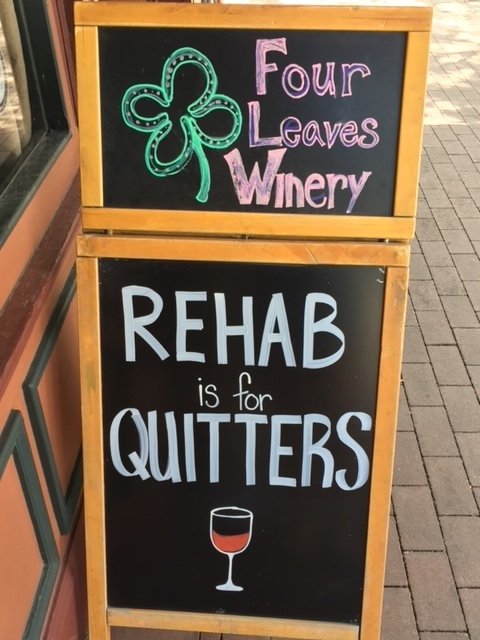 Four
Leaves
Winery
REHAB
is for
QUITTERS